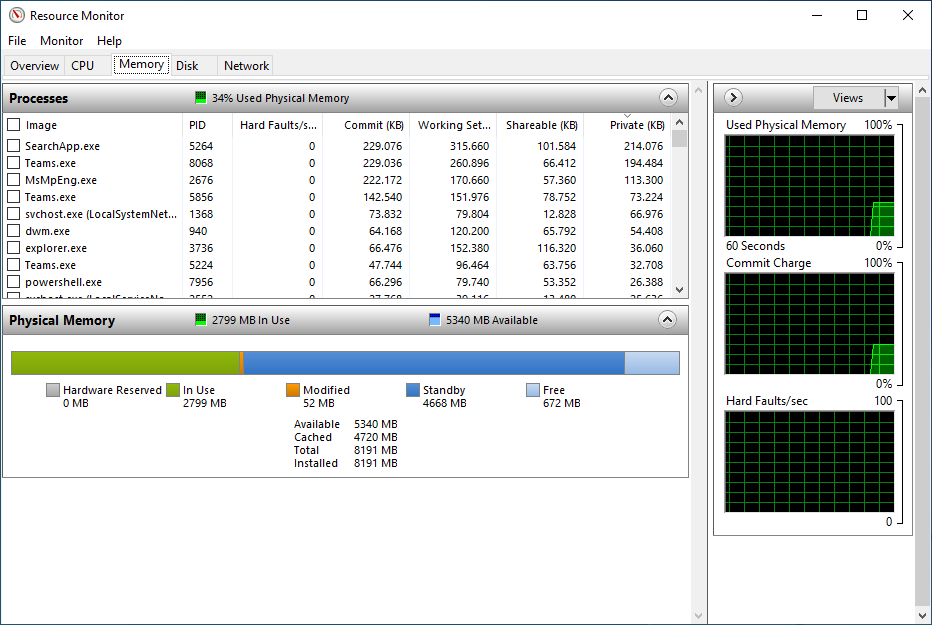 Resource Monitor
File Monitor Help
Overview CPU Memory Disk Network
Processes 34% Used Physical Memory
Image PID Hard Faults/s... Commit (KB) Working Set... Shareable (KB) Private (KB)
SearchApp.exe 5264 0 229.076 315.660 101.584 214.076
Teams.exe 8068 0 229.036 260.896 66.412 194.484
MsMpEng.exe 2676 0 222.172 170.660 57.360 113.300
Teams.exe 5856 0 142.540 151.976 78.752 73.224
svchost.exe (LocalSystemNet... 1368 0 73.832 79.804 12.828 66.976
dwm.exe 940 0 64.168 120.200 65.792 54.408
explorer.exe 3736 0 66.476 152.380 116.320 36.060
Teams.exe 5224 0 47.744 96.464 63.756 32.708
powershell.exe 7956 0 66.296 79.740 53.352 26.388
Physical Memory 2799 MB In Use 5340 MB Available
Hardware Reserved In Use Modified Standby Free
0 MB 2799 MB 52 MB 4668 MB 672 MB
Available 5340 MB
Cached 4720 MB
Total 8191 MB
Installed 8191 MB
Views
Used Physical Memory 100%
60 Seconds 0%
Commit Charge 100%
0%
Hard Faults/sec 100
0